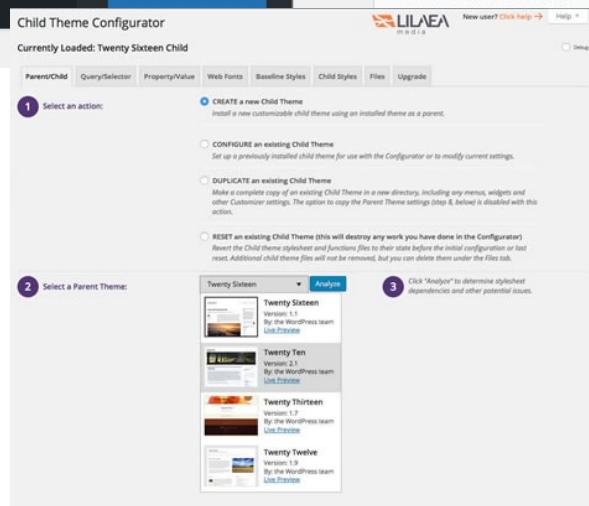 Child Theme Configurator
LILAEA
media
New user? Click help →
Help
Currently Loaded: Twenty Sixteen Child
Debug
Parent/Child
Query/Selector
Property/Value
Web Fonts
Baseline Styles
Child Styles
Files
Upgrade
1
Select an action:
CREATE a new Child Theme
Install a new customizable child theme using an installed theme as a parent.
CONFIGURE an existing Child Theme
Set up a previously installed child theme for use with the Configurator or to modify current settings.
DUPLICATE an existing Child Theme
Make a complete copy of an existing Child Theme in a new directory, including any menus, widgets and
other Customizer settings. The option to copy the Parent Theme settings (step 8, below) is disabled with this
action.
RESET an existing Child Theme (this will destroy any work you have done in the Configurator)
Revert the Child theme stylesheet and functions files to their state before the initial configuration or last
reset. Additional child theme files will not be removed, but you can delete them under the Files tab.
2
Select a Parent Theme:
Twenty Sixteen
Analyze
3
Click "Analyze" to determine stylesheet
dependencies and other potential issues.
Twenty Sixteen
Version: 1.1
By: the WordPress team
Live Preview
Twenty Ten
Version: 2.1
By: the WordPress team
Live Preview
Twenty Thirteen
Version: 1.7
By: the WordPress team
Live Preview
Twenty Twelve
Version: 1.9
By: the WordPress team
Live Preview